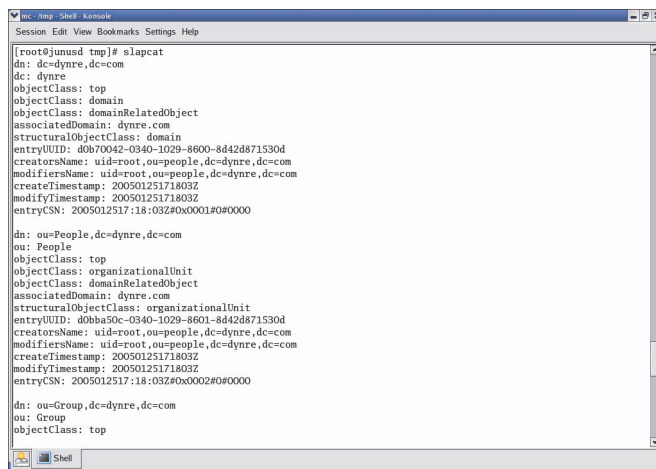 mc - /tmp - Shell - Konsole
Session Edit View Bookmarks Settings Help
[root@junusd tmp]# slapcat
dn: dc=dynre,dc=com
dc: dynre
objectClass: top
objectClass: domain
objectClass: domainRelatedObject
associatedDomain: dynre.com
structuralObjectClass: domain
entryUUID: d0b70042-0340-1029-8600-8d42d871530d
creatorsName: uid=root,ou=people,dc=dynre,dc=com
modifiersName: uid=root,ou=people,dc=dynre,dc=com
createTimestamp: 20050125171803Z
modifyTimestamp: 20050125171803Z
entryCSN: 2005012517:18:03Z#0x0001#0#0000
dn: ou=People,dc=dynre,dc=com
ou: People
objectClass: top
objectClass: organizationalUnit
objectClass: domainRelatedObject
associatedDomain: dynre.com
structuralObjectClass: organizationalUnit
entryUUID: d0bba50c-0340-1029-8601-8d42d871530d
creatorsName: uid=root,ou=people,dc=dynre,dc=com
modifiersName: uid=root,ou=people,dc=dynre,dc=com
createTimestamp: 20050125171803Z
modifyTimestamp: 20050125171803Z
entryCSN: 2005012517:18:03Z#0x0002#0#0000
dn: ou=Group,dc=dynre,dc=com
ou: Group
objectClass: top
Shell